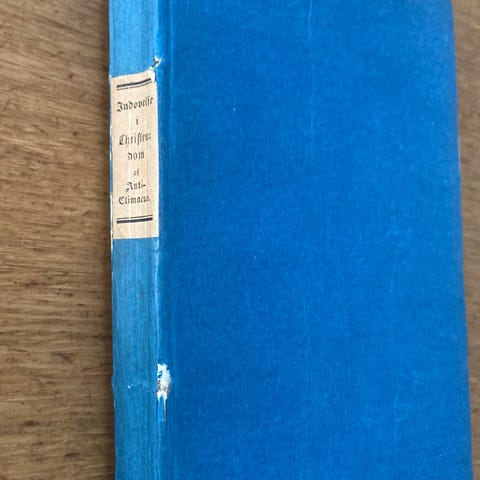 Indøvelse
i
Christen-
dom
af
Anti-
Climacus.